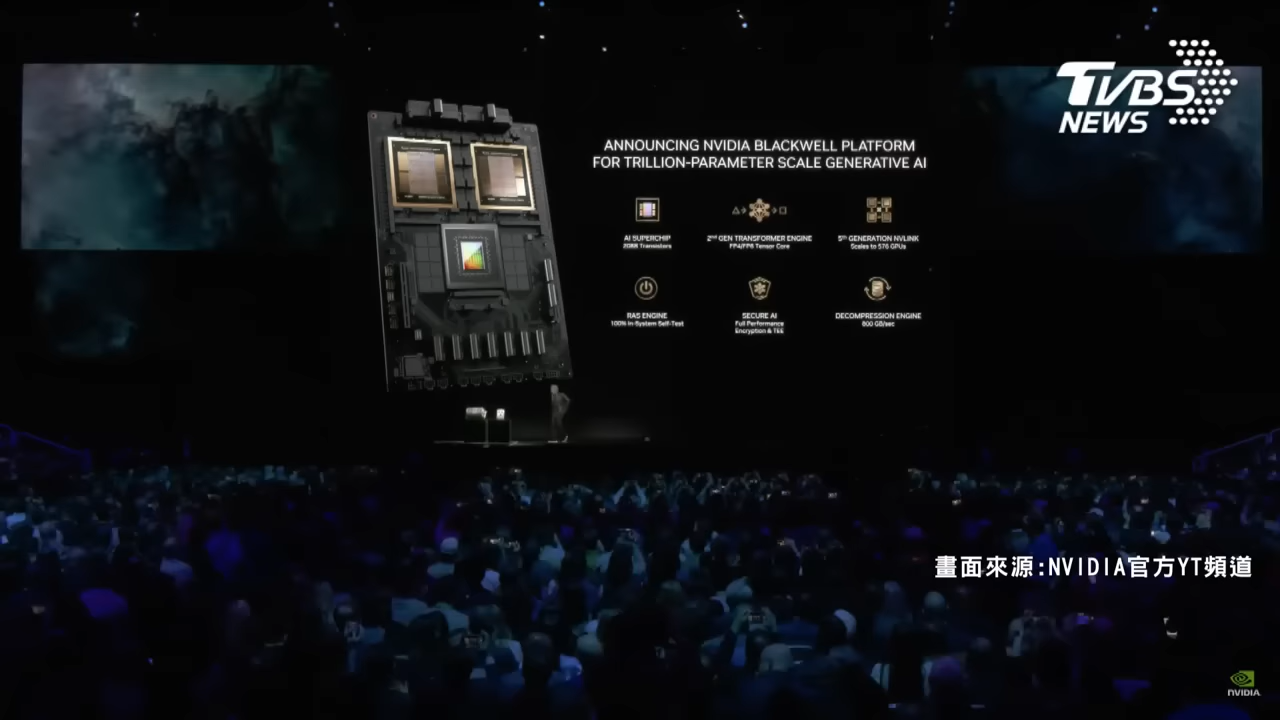 TVBS
NEWS
ANNOUNCING NVIDIA BLACKWELL PLATFORM
FOR TRILLION-PARAMETER SCALE GENERATIVE AI
AI SUPERCHIP
208B Transistors
2nd GEN TRANSFORMER ENGINE
FP4/FP6 Tensor Core
5th GENERATION NVLINK
Scales to 576 GPUs
RAS ENGINE
100% In-System Self-Test
SECURE AI
Full Performance
Encryption & TEE
DECOMPRESSION ENGINE
800 GB/sec
畫面來源:NVIDIA官方YT頻道
NVIDIA